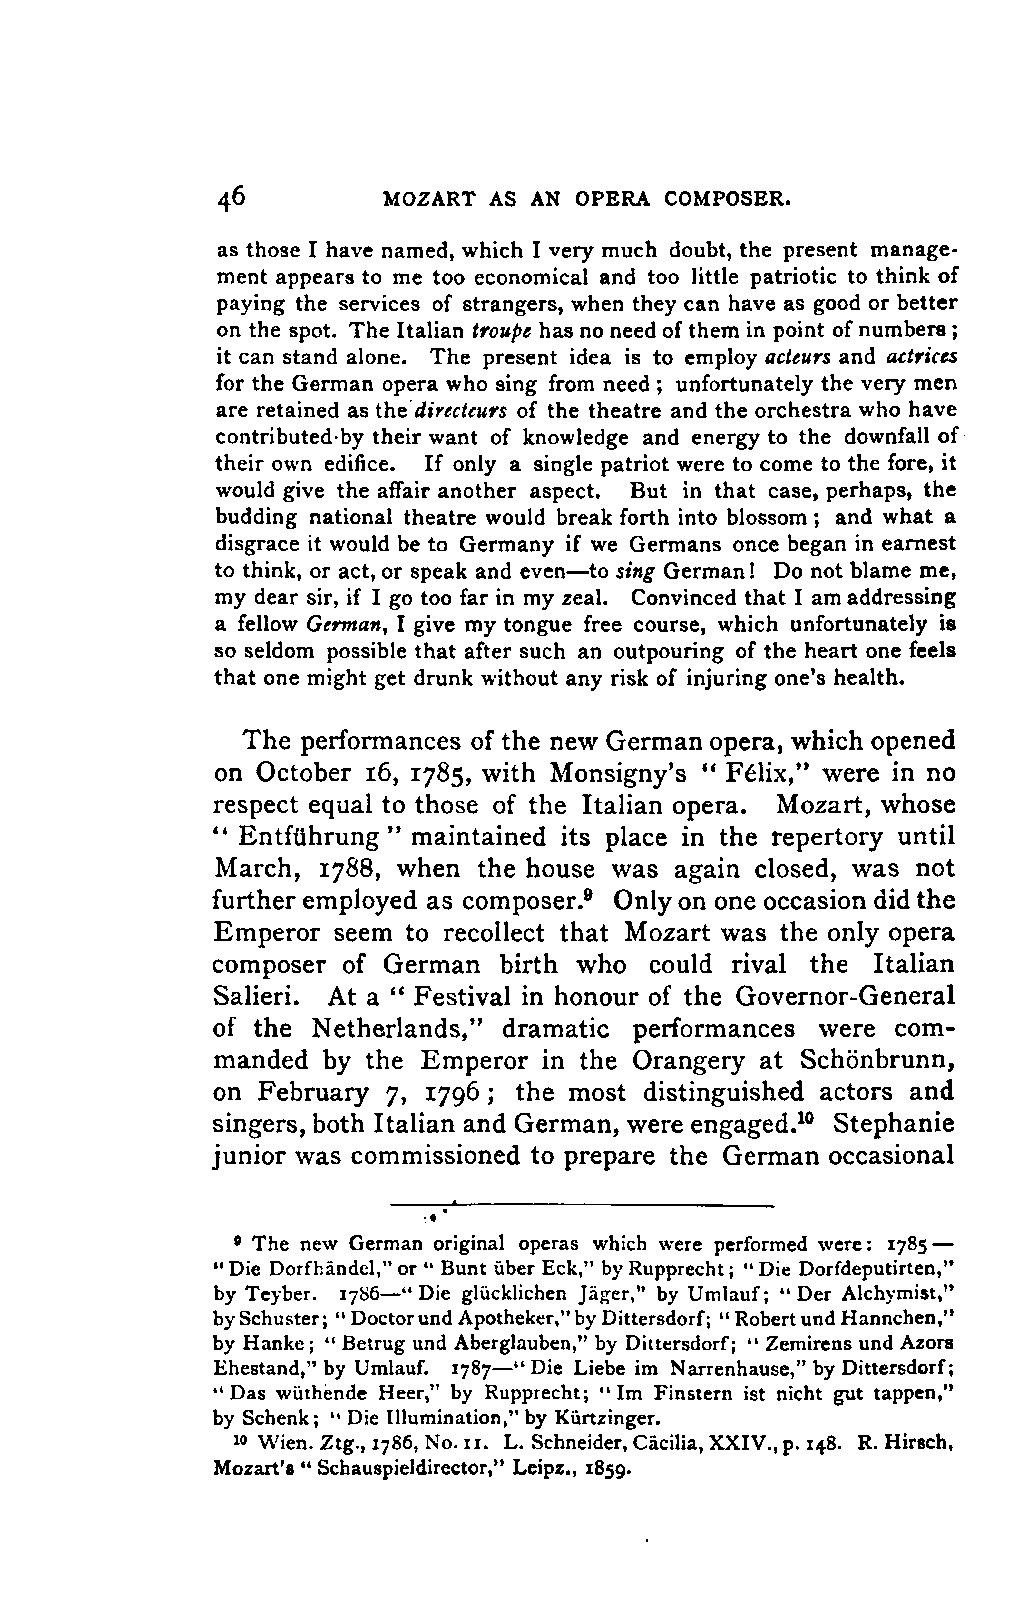 46 MOZART AS AN OPERA COMPOSER.
as those I have named, which I very much doubt, the present manage-
ment appears to me too economical and too little patriotic to think of
paying the services of strangers, when they can have as good or better
on the spot. The Italian troupe has no need of them in point of numbers;
it can stand alone. The present idea is to employ acteurs and actrices
for the German opera who sing from need; unfortunately the very men
are retained as the directeurs of the theatre and the orchestra who have
contributed by their want of knowledge and energy to the downfall of
their own edifice. If only a single patriot were to come to the fore, it
would give the affair another aspect. But in that case, perhaps, the
budding national theatre would break forth into blossom; and what a
disgrace it would be to Germany if we Germans once began in earnest
to think, or act, or speak and even—to sing German! Do not blame me,
my dear sir, if I go too far in my zeal. Convinced that I am addressing
a fellow German, I give my tongue free course, which unfortunately is
so seldom possible that after such an outpouring of the heart one feels
that one might get drunk without any risk of injuring one's health.
The performances of the new German opera, which opened
on October 16, 1785, with Monsigny's "Félix," were in no
respect equal to those of the Italian opera. Mozart, whose
"Entführung" maintained its place in the repertory until
March, 1788, when the house was again closed, was not
further employed as composer.⁹ Only on one occasion did the
Emperor seem to recollect that Mozart was the only opera
composer of German birth who could rival the Italian
Salieri. At a "Festival in honour of the Governor-General
of the Netherlands," dramatic performances were com-
manded by the Emperor in the Orangery at Schönbrunn,
on February 7, 1796; the most distinguished actors and
singers, both Italian and German, were engaged.¹⁰ Stephanie
junior was commissioned to prepare the German occasional
⁹ The new German original operas which were performed were: 1785—
"Die Dorfhändel," or "Bunt über Eck," by Rupprecht; "Die Dorfdeputirten,"
by Teyber. 1786—"Die glücklichen Jäger," by Umlauf; "Der Alchymist,"
by Schuster; "Doctor und Apotheker," by Dittersdorf; "Robert und Hannchen,"
by Hanke; "Betrug und Aberglauben," by Dittersdorf; "Zemirens und Azors
Ehestand," by Umlauf. 1787—"Die Liebe im Narrenhause," by Dittersdorf;
"Das wüthende Heer," by Rupprecht; "Im Finstern ist nicht gut tappen,"
by Schenk; "Die Illumination," by Kürtzinger.
¹⁰ Wien. Ztg., 1786, No. 11. L. Schneider, Cäcilia, XXIV., p. 148. R. Hirsch,
Mozart's "Schauspieldirector," Leipz., 1859.